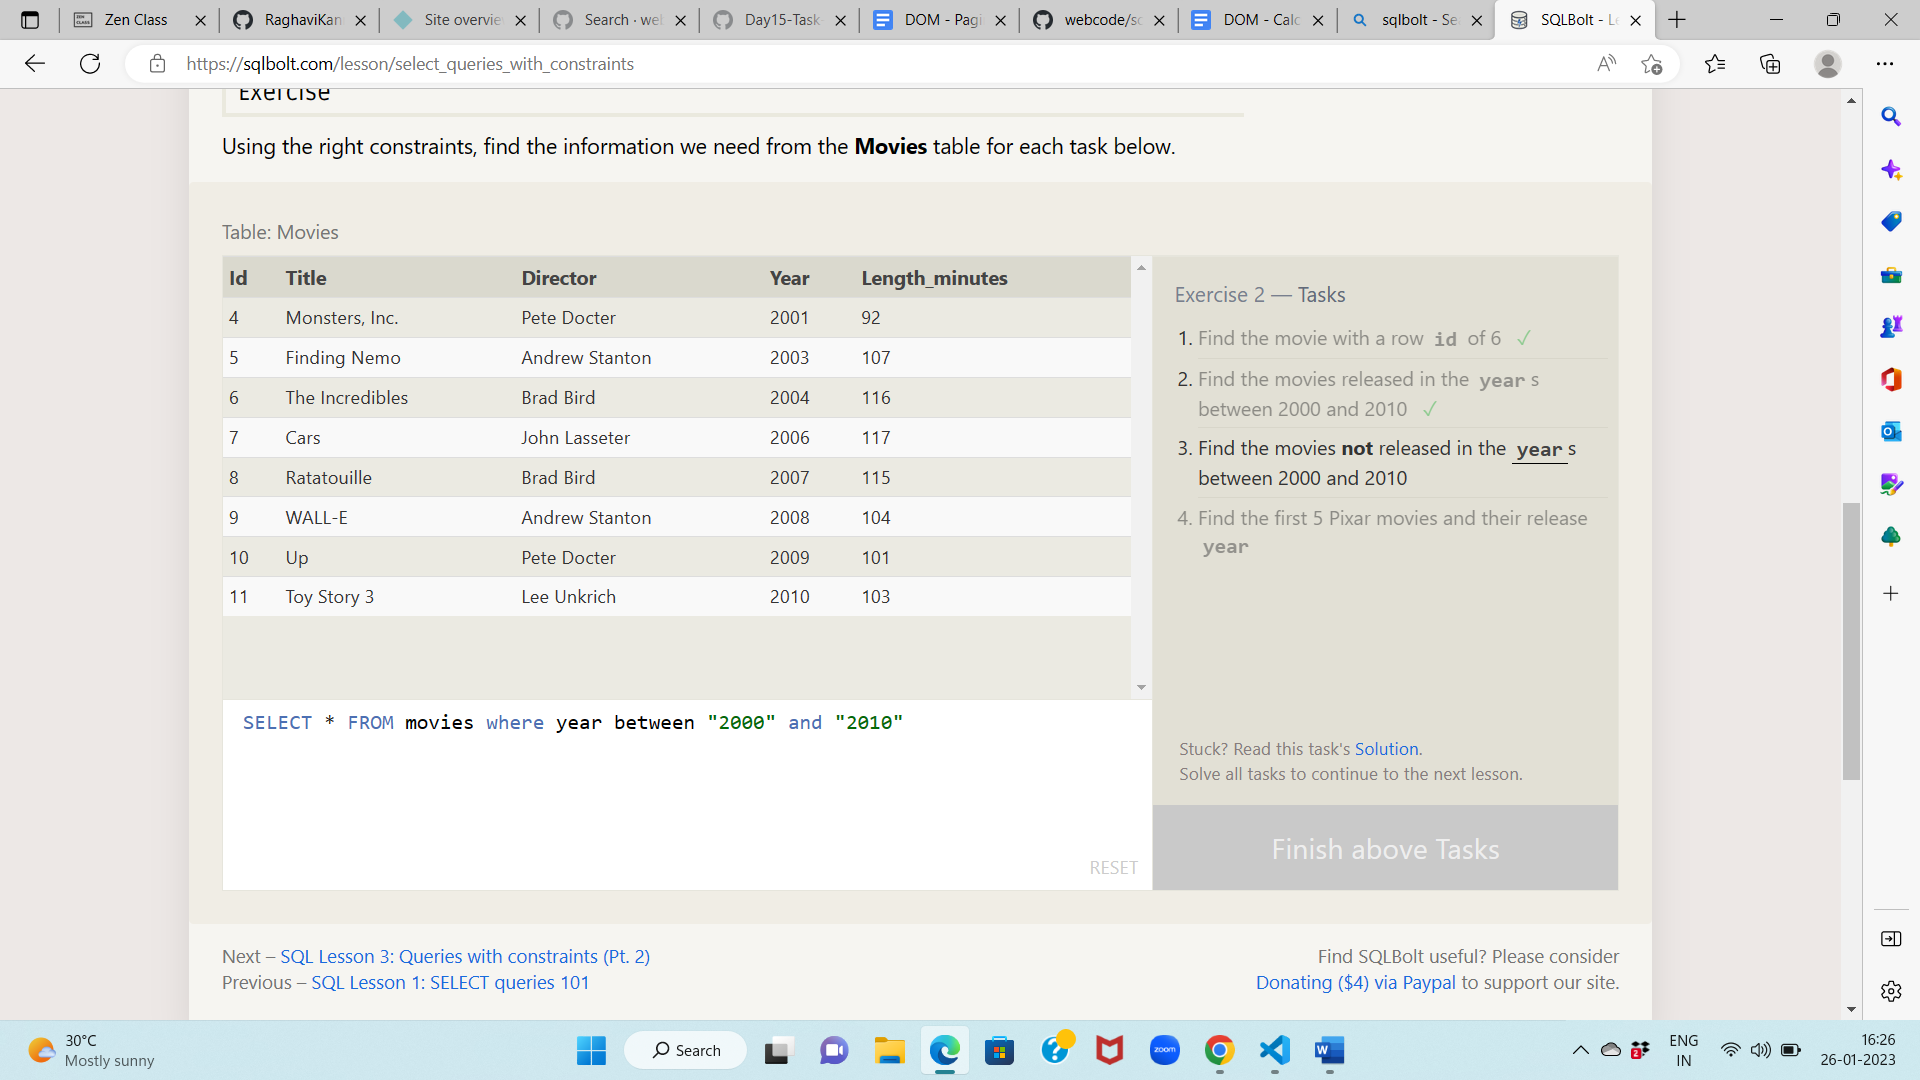 Zen Class
RaghaviKan
Site overvie
Search · we
Day15-Task
DOM - Pagi
webcode/sc
DOM - Calc
sqlbolt - Se
SQLBolt - Le
https://sqlbolt.com/lesson/select_queries_with_constraints
Exercise
Using the right constraints, find the information we need from the Movies table for each task below.
Table: Movies
Id Title Director Year Length_minutes
4 Monsters, Inc. Pete Docter 2001 92
5 Finding Nemo Andrew Stanton 2003 107
6 The Incredibles Brad Bird 2004 116
7 Cars John Lasseter 2006 117
8 Ratatouille Brad Bird 2007 115
9 WALL-E Andrew Stanton 2008 104
10 Up Pete Docter 2009 101
11 Toy Story 3 Lee Unkrich 2010 103
SELECT * FROM movies where year between "2000" and "2010"
RESET
Exercise 2 — Tasks
1. Find the movie with a row id of 6 ✓
2. Find the movies released in the year s
between 2000 and 2010 ✓
3. Find the movies not released in the year s
between 2000 and 2010
4. Find the first 5 Pixar movies and their release
year
Stuck? Read this task's Solution.
Solve all tasks to continue to the next lesson.
Finish above Tasks
Next – SQL Lesson 3: Queries with constraints (Pt. 2)
Previous – SQL Lesson 1: SELECT queries 101
Find SQLBolt useful? Please consider
Donating ($4) via Paypal to support our site.
30°C
Mostly sunny
Search
zoom
2
ENG
IN
16:26
26-01-2023